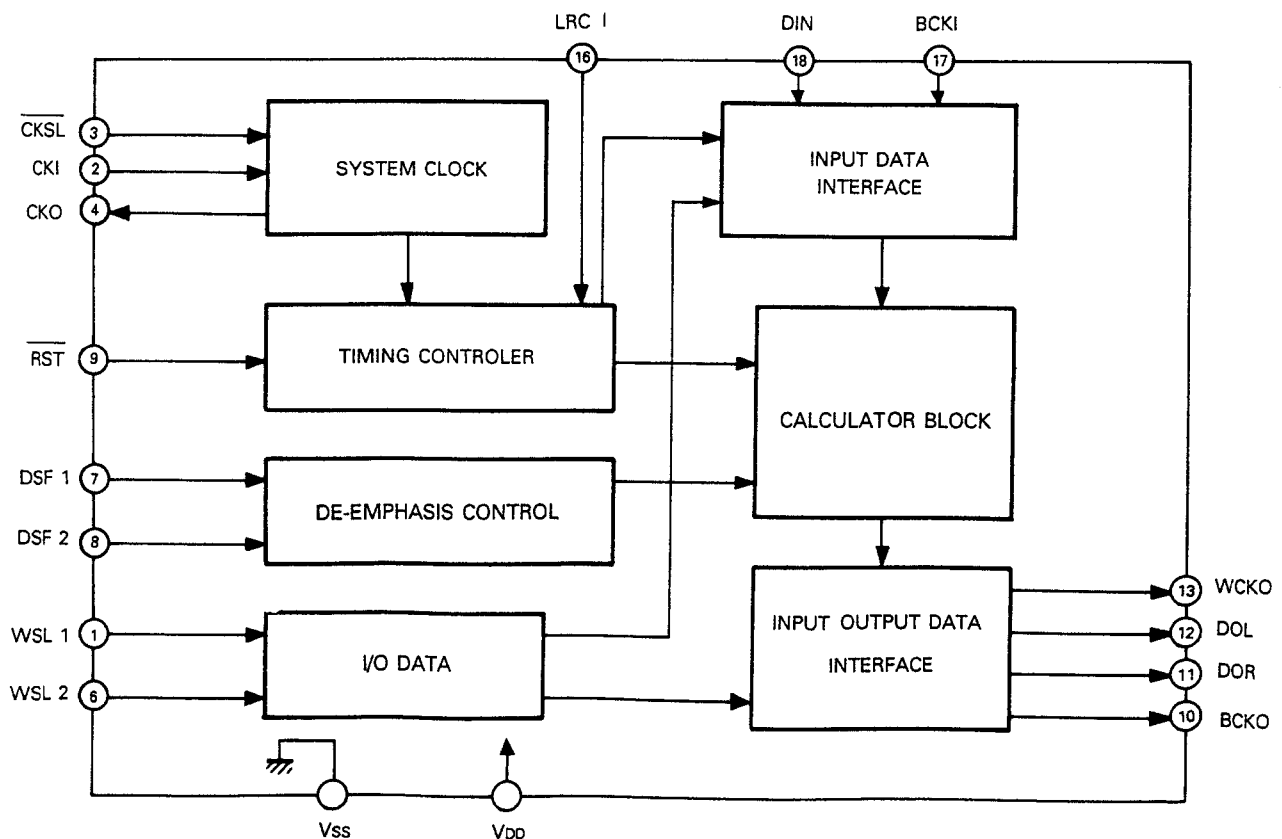 LRC I
DIN
BCKI
16
18
17
CKSL
3
CKI
2
CKO
4
SYSTEM CLOCK
INPUT DATA
INTERFACE
RST
9
TIMING CONTROLER
CALCULATOR BLOCK
DSF 1
7
DSF 2
8
DE-EMPHASIS CONTROL
WSL 1
1
WSL 2
6
I/O DATA
INPUT OUTPUT DATA
INTERFACE
13
WCKO
12
DOL
11
DOR
10
BCKO
VSS
VDD